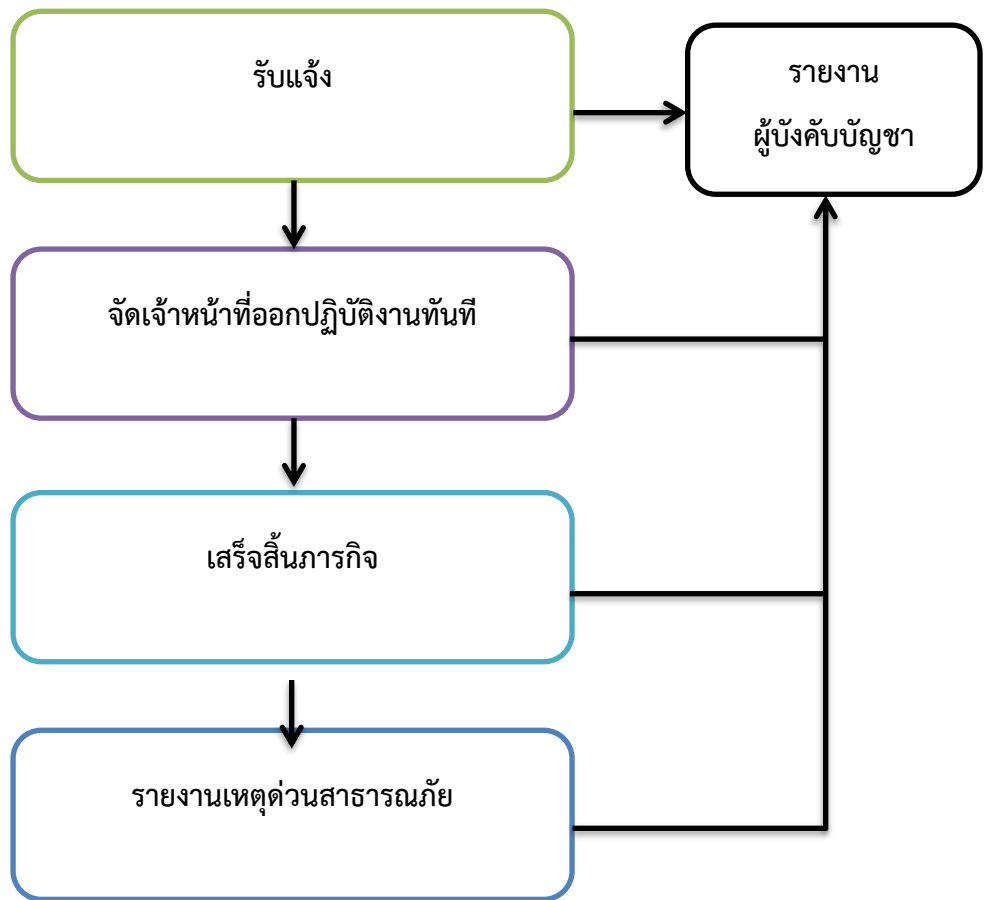 รับแจ้ง
รายงาน
ผู้บังคับบัญชา
จัดเจ้าหน้าที่ออกปฏิบัติงานทันที
เสร็จสิ้นภารกิจ
รายงานเหตุด่วนสาธารณภัย